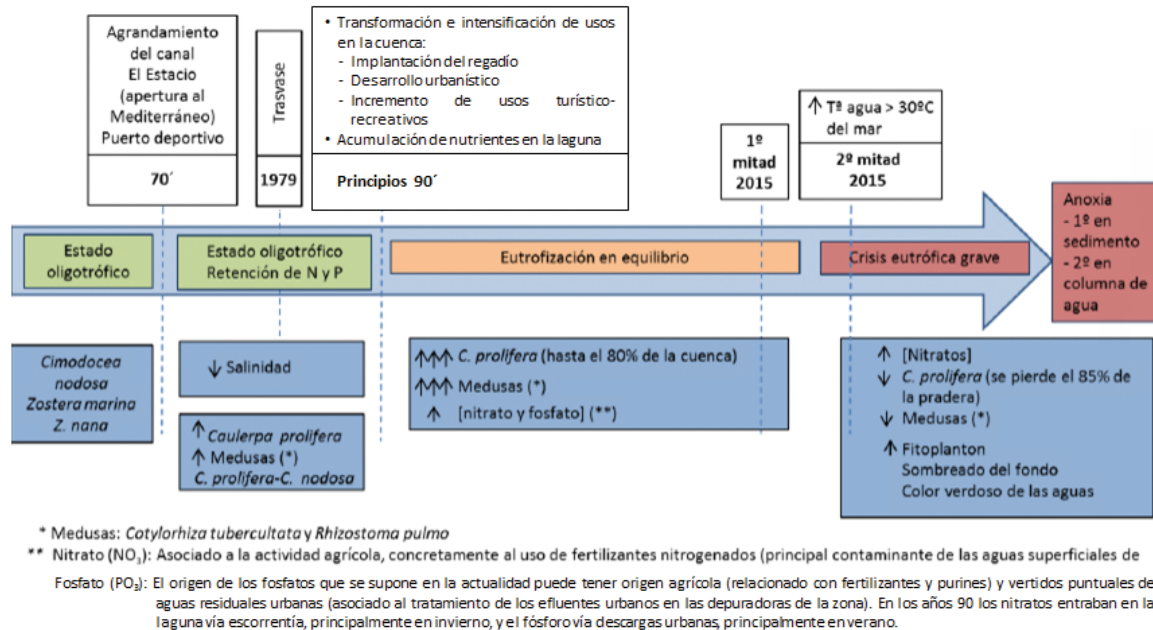 Agrandamiento
del canal
El Estacio
(apertura al
Mediterráneo)
Puerto deportivo
70´
Trasvase
1979
• Transformación e intensificación de usos
en la cuenca:
- Implantación del regadío
- Desarrollo urbanístico
- Incremento de usos turístico-
recreativos
• Acumulación de nutrientes en la laguna
Principios 90´
1º
mitad
2015
↑ Tª agua > 30ºC
del mar
2º mitad
2015
Estado
oligotrófico
Estado oligotrófico
Retención de N y P
Eutrofización en equilibrio
Crisis eutrófica grave
Anoxia
- 1º en
sedimento
- 2º en
columna de
agua
Cimodocea
nodosa
Zostera marina
Z. nana
↓ Salinidad
↑ Caulerpa prolifera
↑ Medusas (*)
C. prolifera-C. nodosa
↑↑↑ C. prolifera (hasta el 80% de la cuenca)
↑↑↑ Medusas (*)
↑ [nitrato y fosfato] (**)
↑ [Nitratos]
↓ C. prolifera (se pierde el 85% de
la pradera)
↓ Medusas (*)
↑ Fitoplanton
Sombreado del fondo
Color verdoso de las aguas
* Medusas: Cotylorhiza tubercultata y Rhizostoma pulmo
** Nitrato (NO3): Asociado a la actividad agrícola, concretamente al uso de fertilizantes nitrogenados (principal contaminante de las aguas superficiales de
Fosfato (PO3): El origen de los fosfatos que se supone en la actualidad puede tener origen agrícola (relacionado con fertilizantes y purines) y vertidos puntuales de
aguas residuales urbanas (asociado al tratamiento de los efluentes urbanos en las depuradoras de la zona). En los años 90 los nitratos entraban en la
laguna vía escorrentía, principalmente en invierno, y el fósforo vía descargas urbanas, principalmente en verano.